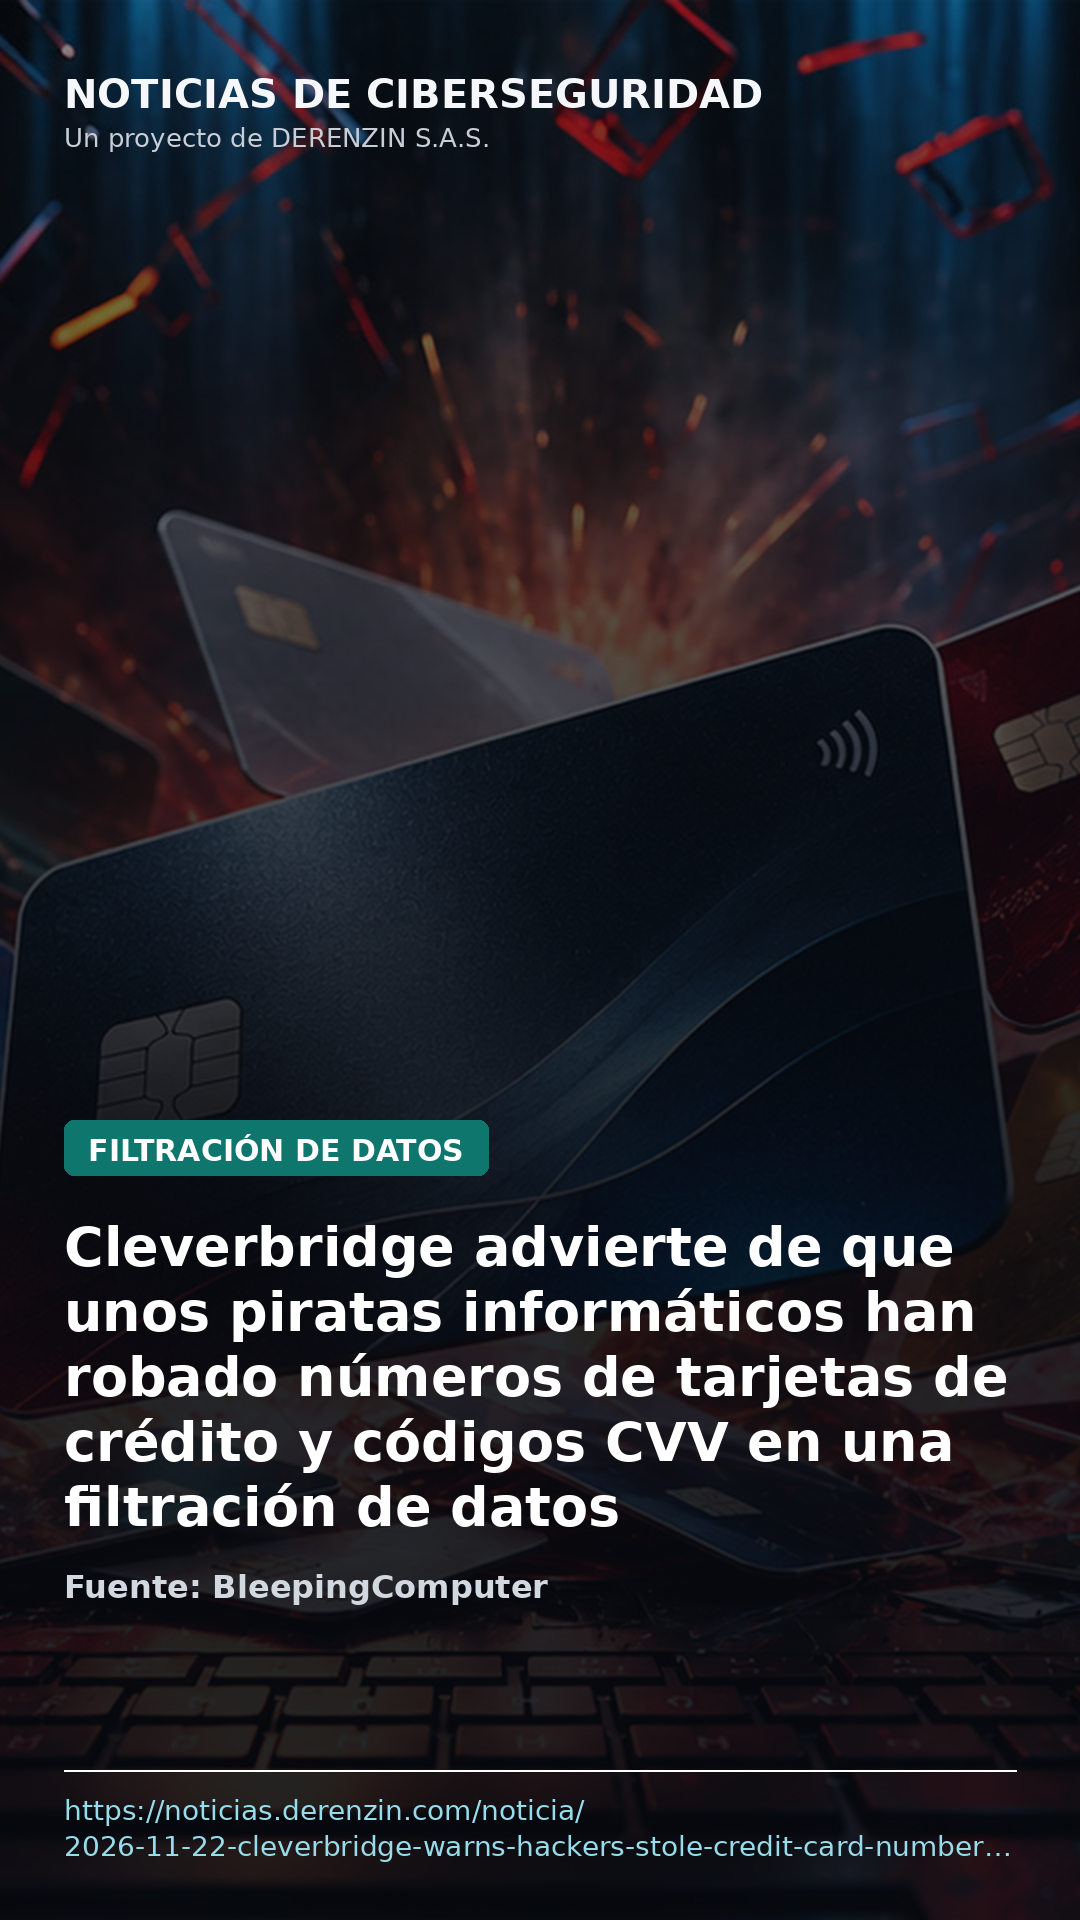 NOTICIAS DE CIBERSEGURIDAD
Un proyecto de DERENZIN S.A.S.
FILTRACIÓN DE DATOS
Cleverbridge advierte de que
unos piratas informáticos han
robado números de tarjetas de
crédito y códigos CVV en una
filtración de datos
Fuente: BleepingComputer
https://noticias.derenzin.com/noticia/
2026-11-22-cleverbridge-warns-hackers-stole-credit-card-number…